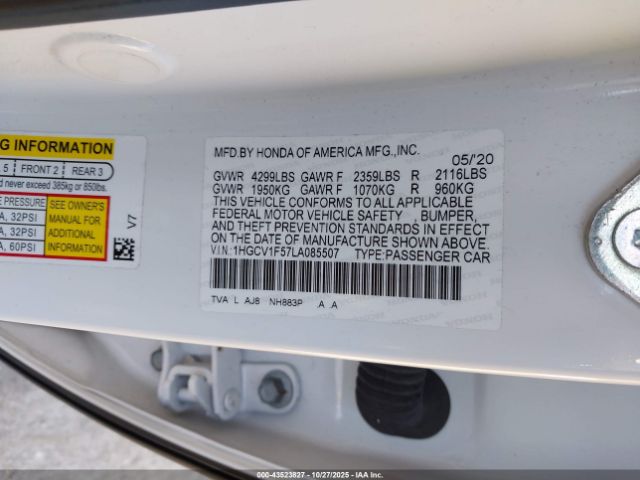 G INFORMATION
5 FRONT 2 REAR 3
never exceed 385kg or 850lbs.
PRESSURE
A, 32PSI
A, 32PSI
A, 60PSI
SEE OWNER'S
MANUAL FOR
ADDITIONAL
INFORMATION
V7
MFD.BY HONDA OF AMERICA MFG.,INC. 05/'20
GVWR 4299LBS GAWR F 2359LBS R 2116LBS
GVWR 1950KG GAWR F 1070KG R 960KG
THIS VEHICLE CONFORMS TO ALL APPLICABLE
FEDERAL MOTOR VEHICLE SAFETY , BUMPER,
AND THEFT PREVENTION STANDARDS IN EFFECT
ON THE DATE OF MANUFACTURE SHOWN ABOVE.
VIN:1HGCV1F57LA085507 TYPE:PASSENGER CAR
TVA L AJ8 NH883P A A
© IAA - 43523827 - 10/27/2025 - www.iaai.com